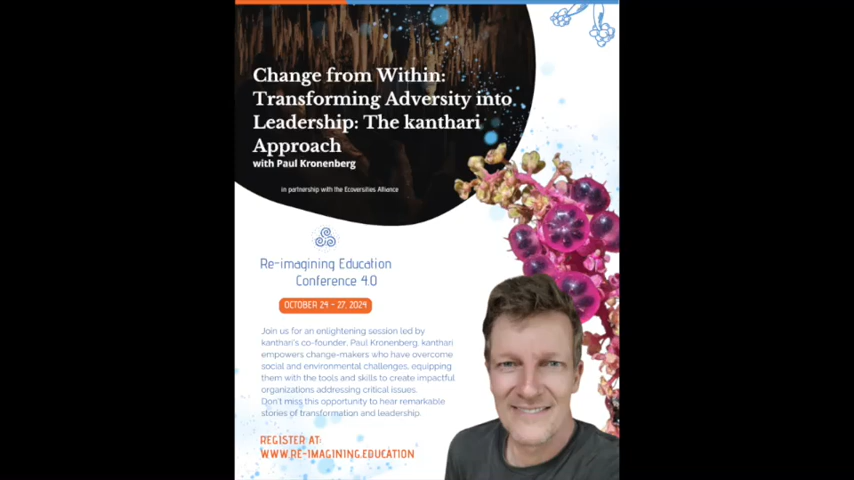 Change from Within:
Transforming Adversity into
Leadership: The kanthari
Approach
with Paul Kronenberg
in partnership with the Ecoversities Alliance
Re-imagining Education
Conference 4.0
OCTOBER 24 - 27, 2024
Join us for an enlightening session led by
kanthari's co-founder, Paul Kronenberg. kanthari
empowers change-makers who have overcome
social and environmental challenges, equipping
them with the tools and skills to create impactful
organizations addressing critical issues.
Don't miss this opportunity to hear remarkable
stories of transformation and leadership.
REGISTER AT:
WWW.RE-IMAGINING.EDUCATION